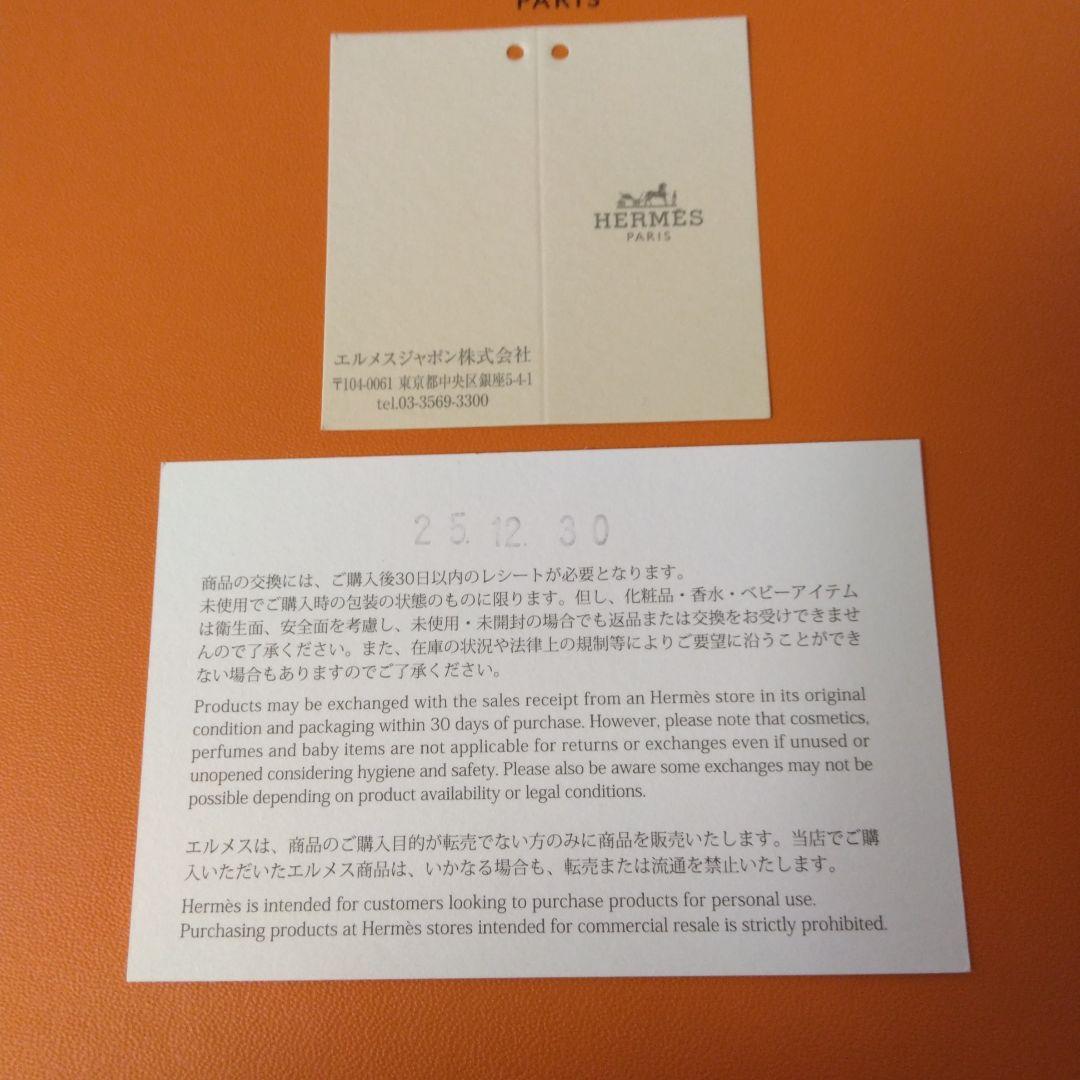 PARIS
HERMÈS
PARIS
エルメスジャポン株式会社
〒104-0061 東京都中央区銀座5-4-1
tel.03-3569-3300
25.12.30
商品の交換には、ご購入後30日以内のレシートが必要となります。
未使用でご購入時の包装の状態のものに限ります。但し、化粧品・香水・ベビーアイテム
は衛生面、安全面を考慮し、未使用・未開封の場合でも返品または交換をお受けできませ
んので了承ください。また、在庫の状況や法律上の規制等によりご要望に沿うことができ
ない場合もありますのでご了承ください。
Products may be exchanged with the sales receipt from an Hermès store in its original
condition and packaging within 30 days of purchase. However, please note that cosmetics,
perfumes and baby items are not applicable for returns or exchanges even if unused or
unopened considering hygiene and safety. Please also be aware some exchanges may not be
possible depending on product availability or legal conditions.
エルメスは、商品のご購入目的が転売でない方のみに商品を販売いたします。当店でご購
入いただいたエルメス商品は、いかなる場合も、転売または流通を禁止いたします。
Hermès is intended for customers looking to purchase products for personal use.
Purchasing products at Hermès stores intended for commercial resale is strictly prohibited.